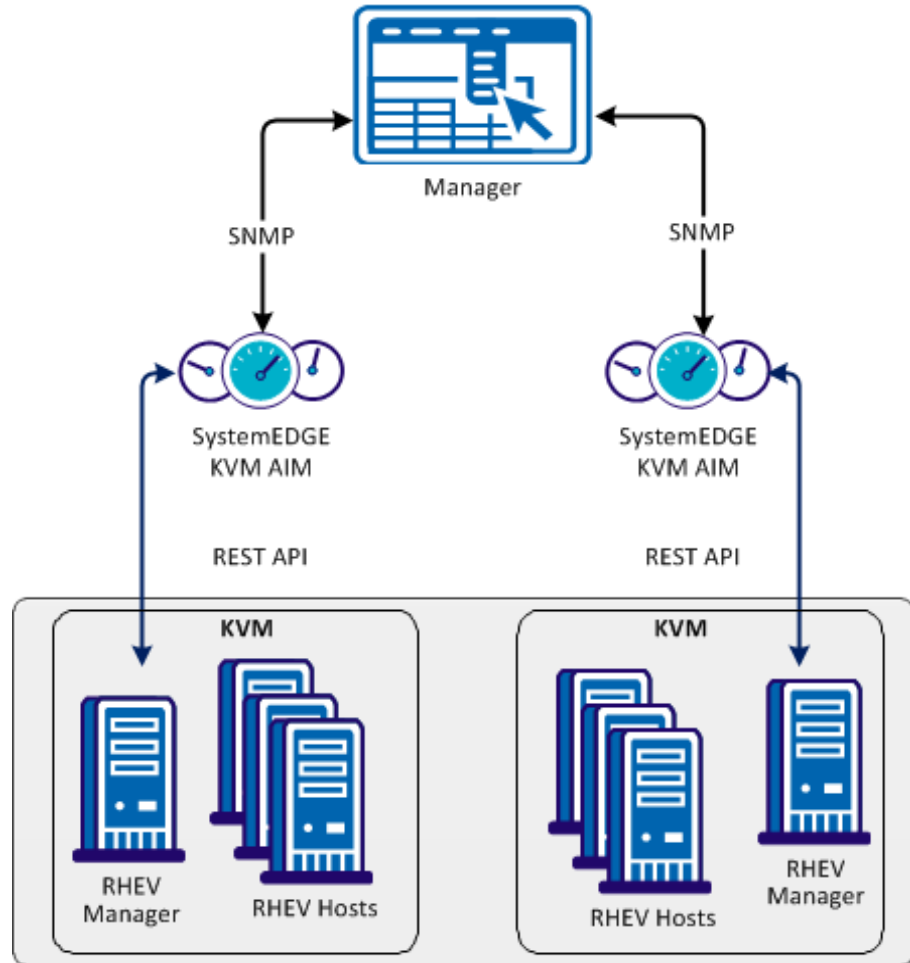 Manager
SNMP
SNMP
SystemEDGE
KVM AIM
SystemEDGE
KVM AIM
REST API
REST API
KVM
KVM
RHEV
Manager
RHEV Hosts
RHEV Hosts
RHEV
Manager